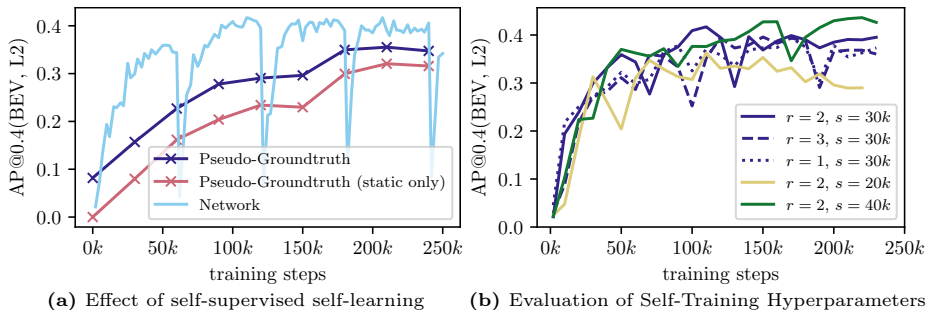 AP@0.4(BEV, L2)
0.4
0.3
0.2
0.1
0.0
Pseudo-Groundtruth
Pseudo-Groundtruth (static only)
Network
0k 50k 100k 150k 200k 250k
training steps
(a) Effect of self-supervised self-learning
AP@0.4(BEV, L2)
0.4
0.3
0.2
0.1
0.0
r = 2, s = 30k
r = 3, s = 30k
r = 1, s = 30k
r = 2, s = 20k
r = 2, s = 40k
0k 50k 100k 150k 200k 250k
training steps
(b) Evaluation of Self-Training Hyperparameters